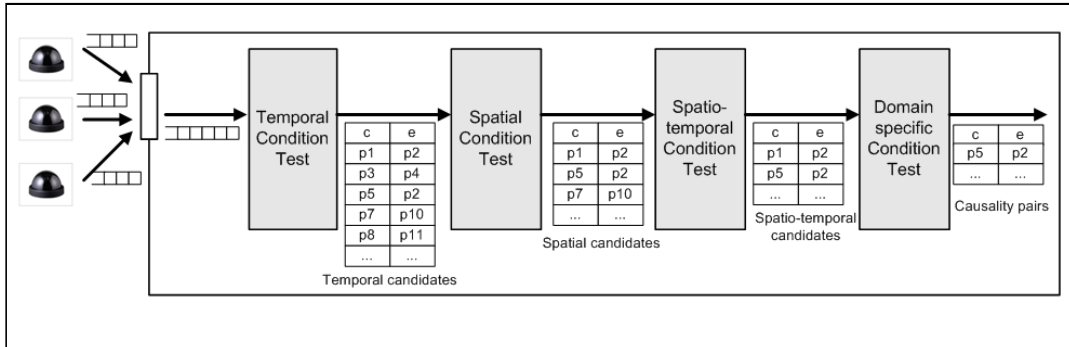 Temporal
Condition
Test
c e
p1 p2
p3 p4
p5 p2
p7 p10
p8 p11
... ...
Temporal candidates
Spatial
Condition
Test
c e
p1 p2
p5 p2
p7 p10
... ...
Spatial candidates
Spatio-
temporal
Condition
Test
c e
p1 p2
p5 p2
... ...
Spatio-temporal
candidates
Domain
specific
Condition
Test
c e
p5 p2
... ...
Causality pairs